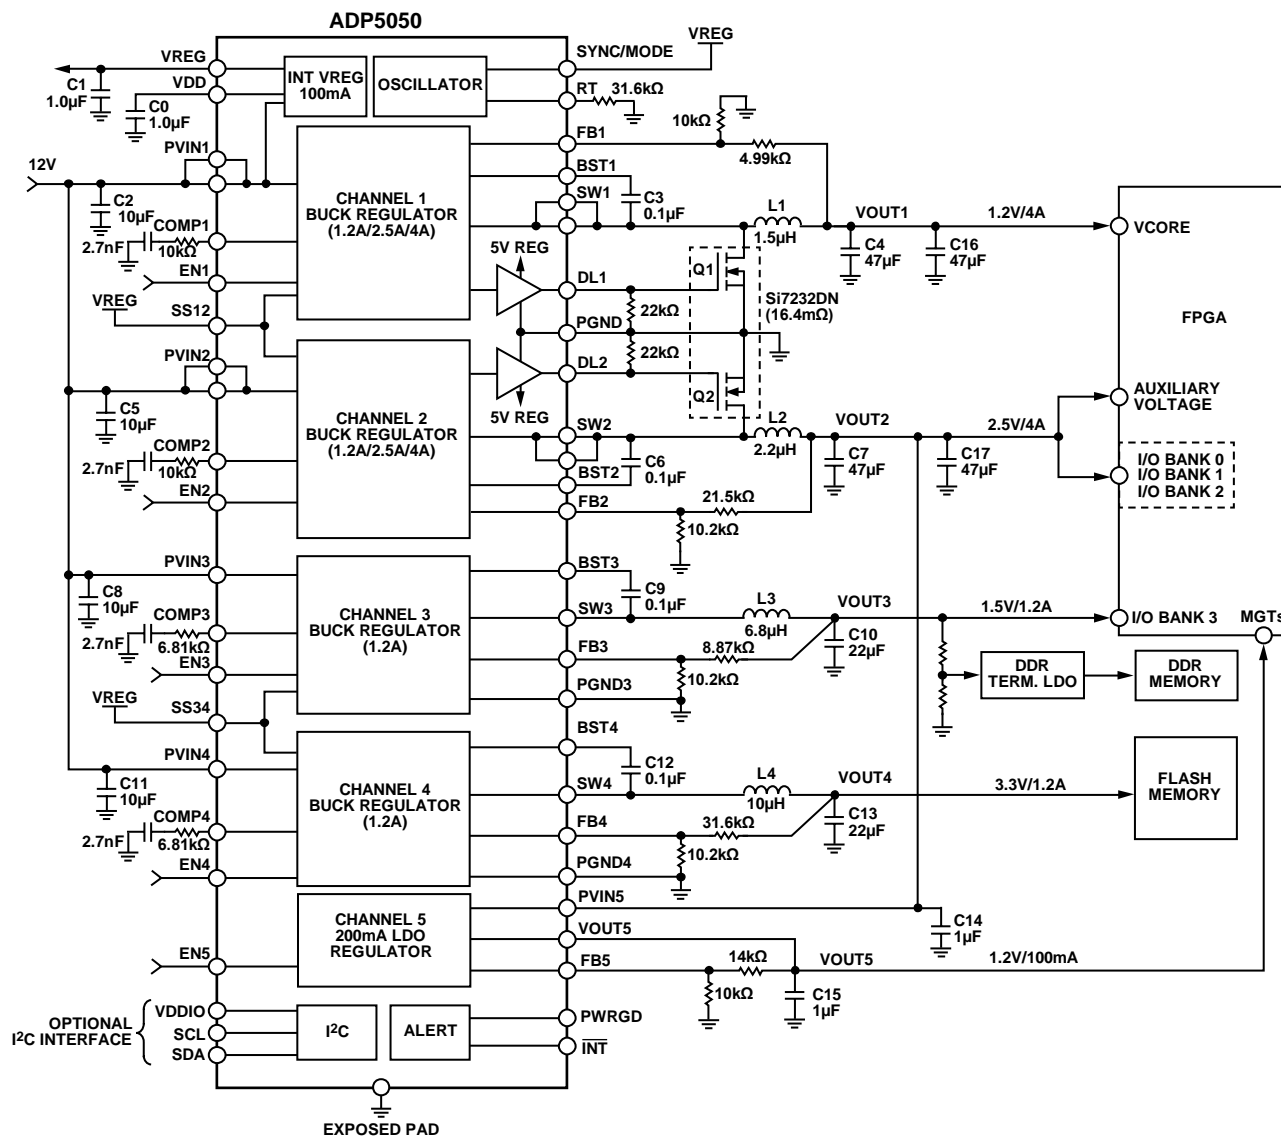 ADP5050
VREG
C1
1.0µF
VDD
C0
1.0µF
INT VREG
100mA
OSCILLATOR
SYNC/MODE
VREG
RT
31.6kΩ
FB1
10kΩ
4.99kΩ
12V
PVIN1
C2
10µF
COMP1
2.7nF
10kΩ
EN1
CHANNEL 1
BUCK REGULATOR
(1.2A/2.5A/4A)
BST1
SW1
C3
0.1µF
L1
1.5µH
VOUT1
1.2V/4A
C4
47µF
C16
47µF
VCORE
FPGA
5V REG
DL1
Q1
22kΩ
Si7232DN
(16.4mΩ)
VREG
SS12
PGND
PVIN2
22kΩ
DL2
Q2
5V REG
C5
10µF
COMP2
2.7nF
10kΩ
EN2
CHANNEL 2
BUCK REGULATOR
(1.2A/2.5A/4A)
SW2
BST2
C6
0.1µF
L2
2.2µH
VOUT2
2.5V/4A
C7
47µF
C17
47µF
AUXILIARY
VOLTAGE
I/O BANK 0
I/O BANK 1
I/O BANK 2
FB2
21.5kΩ
10.2kΩ
PVIN3
C8
10µF
COMP3
2.7nF
6.81kΩ
EN3
CHANNEL 3
BUCK REGULATOR
(1.2A)
BST3
C9
0.1µF
SW3
L3
6.8µH
VOUT3
1.5V/1.2A
I/O BANK 3
MGTs
C10
22µF
FB3
8.87kΩ
10.2kΩ
PGND3
DDR
TERM. LDO
DDR
MEMORY
VREG
SS34
PVIN4
C11
10µF
COMP4
2.7nF
6.81kΩ
EN4
CHANNEL 4
BUCK REGULATOR
(1.2A)
BST4
C12
0.1µF
SW4
L4
10µH
VOUT4
3.3V/1.2A
FLASH
MEMORY
C13
22µF
FB4
31.6kΩ
10.2kΩ
PGND4
PVIN5
C14
1µF
CHANNEL 5
200mA LDO
REGULATOR
VOUT5
EN5
FB5
14kΩ
VOUT5
1.2V/100mA
10kΩ
C15
1µF
OPTIONAL
I²C INTERFACE
VDDIO
SCL
SDA
I²C
ALERT
PWRGD
INT
EXPOSED PAD